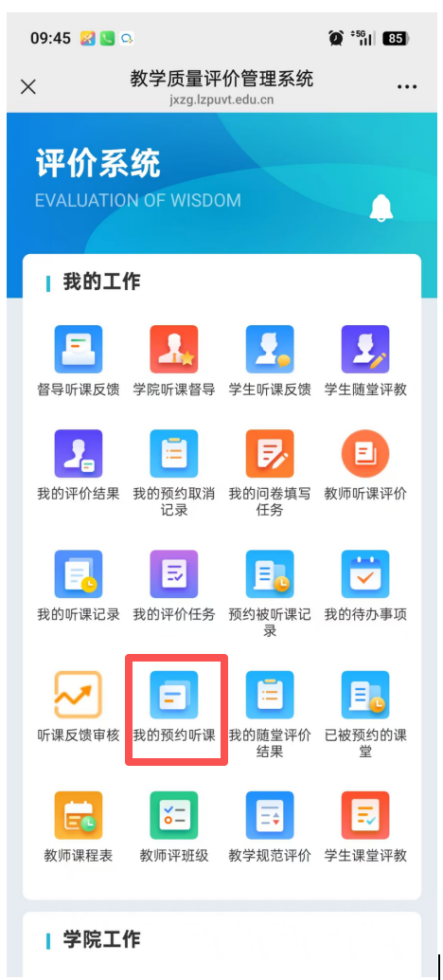 09:45
5G
85
教学质量评价管理系统
jxzg.lzpuvt.edu.cn
评价系统
EVALUATION OF WISDOM
我的工作
督导听课反馈 学院听课督导 学生听课反馈 学生随堂评教
我的评价结果 我的预约取消 我的问卷填写 教师听课评价
记录 任务
我的听课记录 我的评价任务 预约被听课记 我的待办事项
录
听课反馈审核 我的预约听课 我的随堂评价 已被预约的课
结果 堂
教师课程表 教师评班级 教学规范评价 学生课堂评教
学院工作